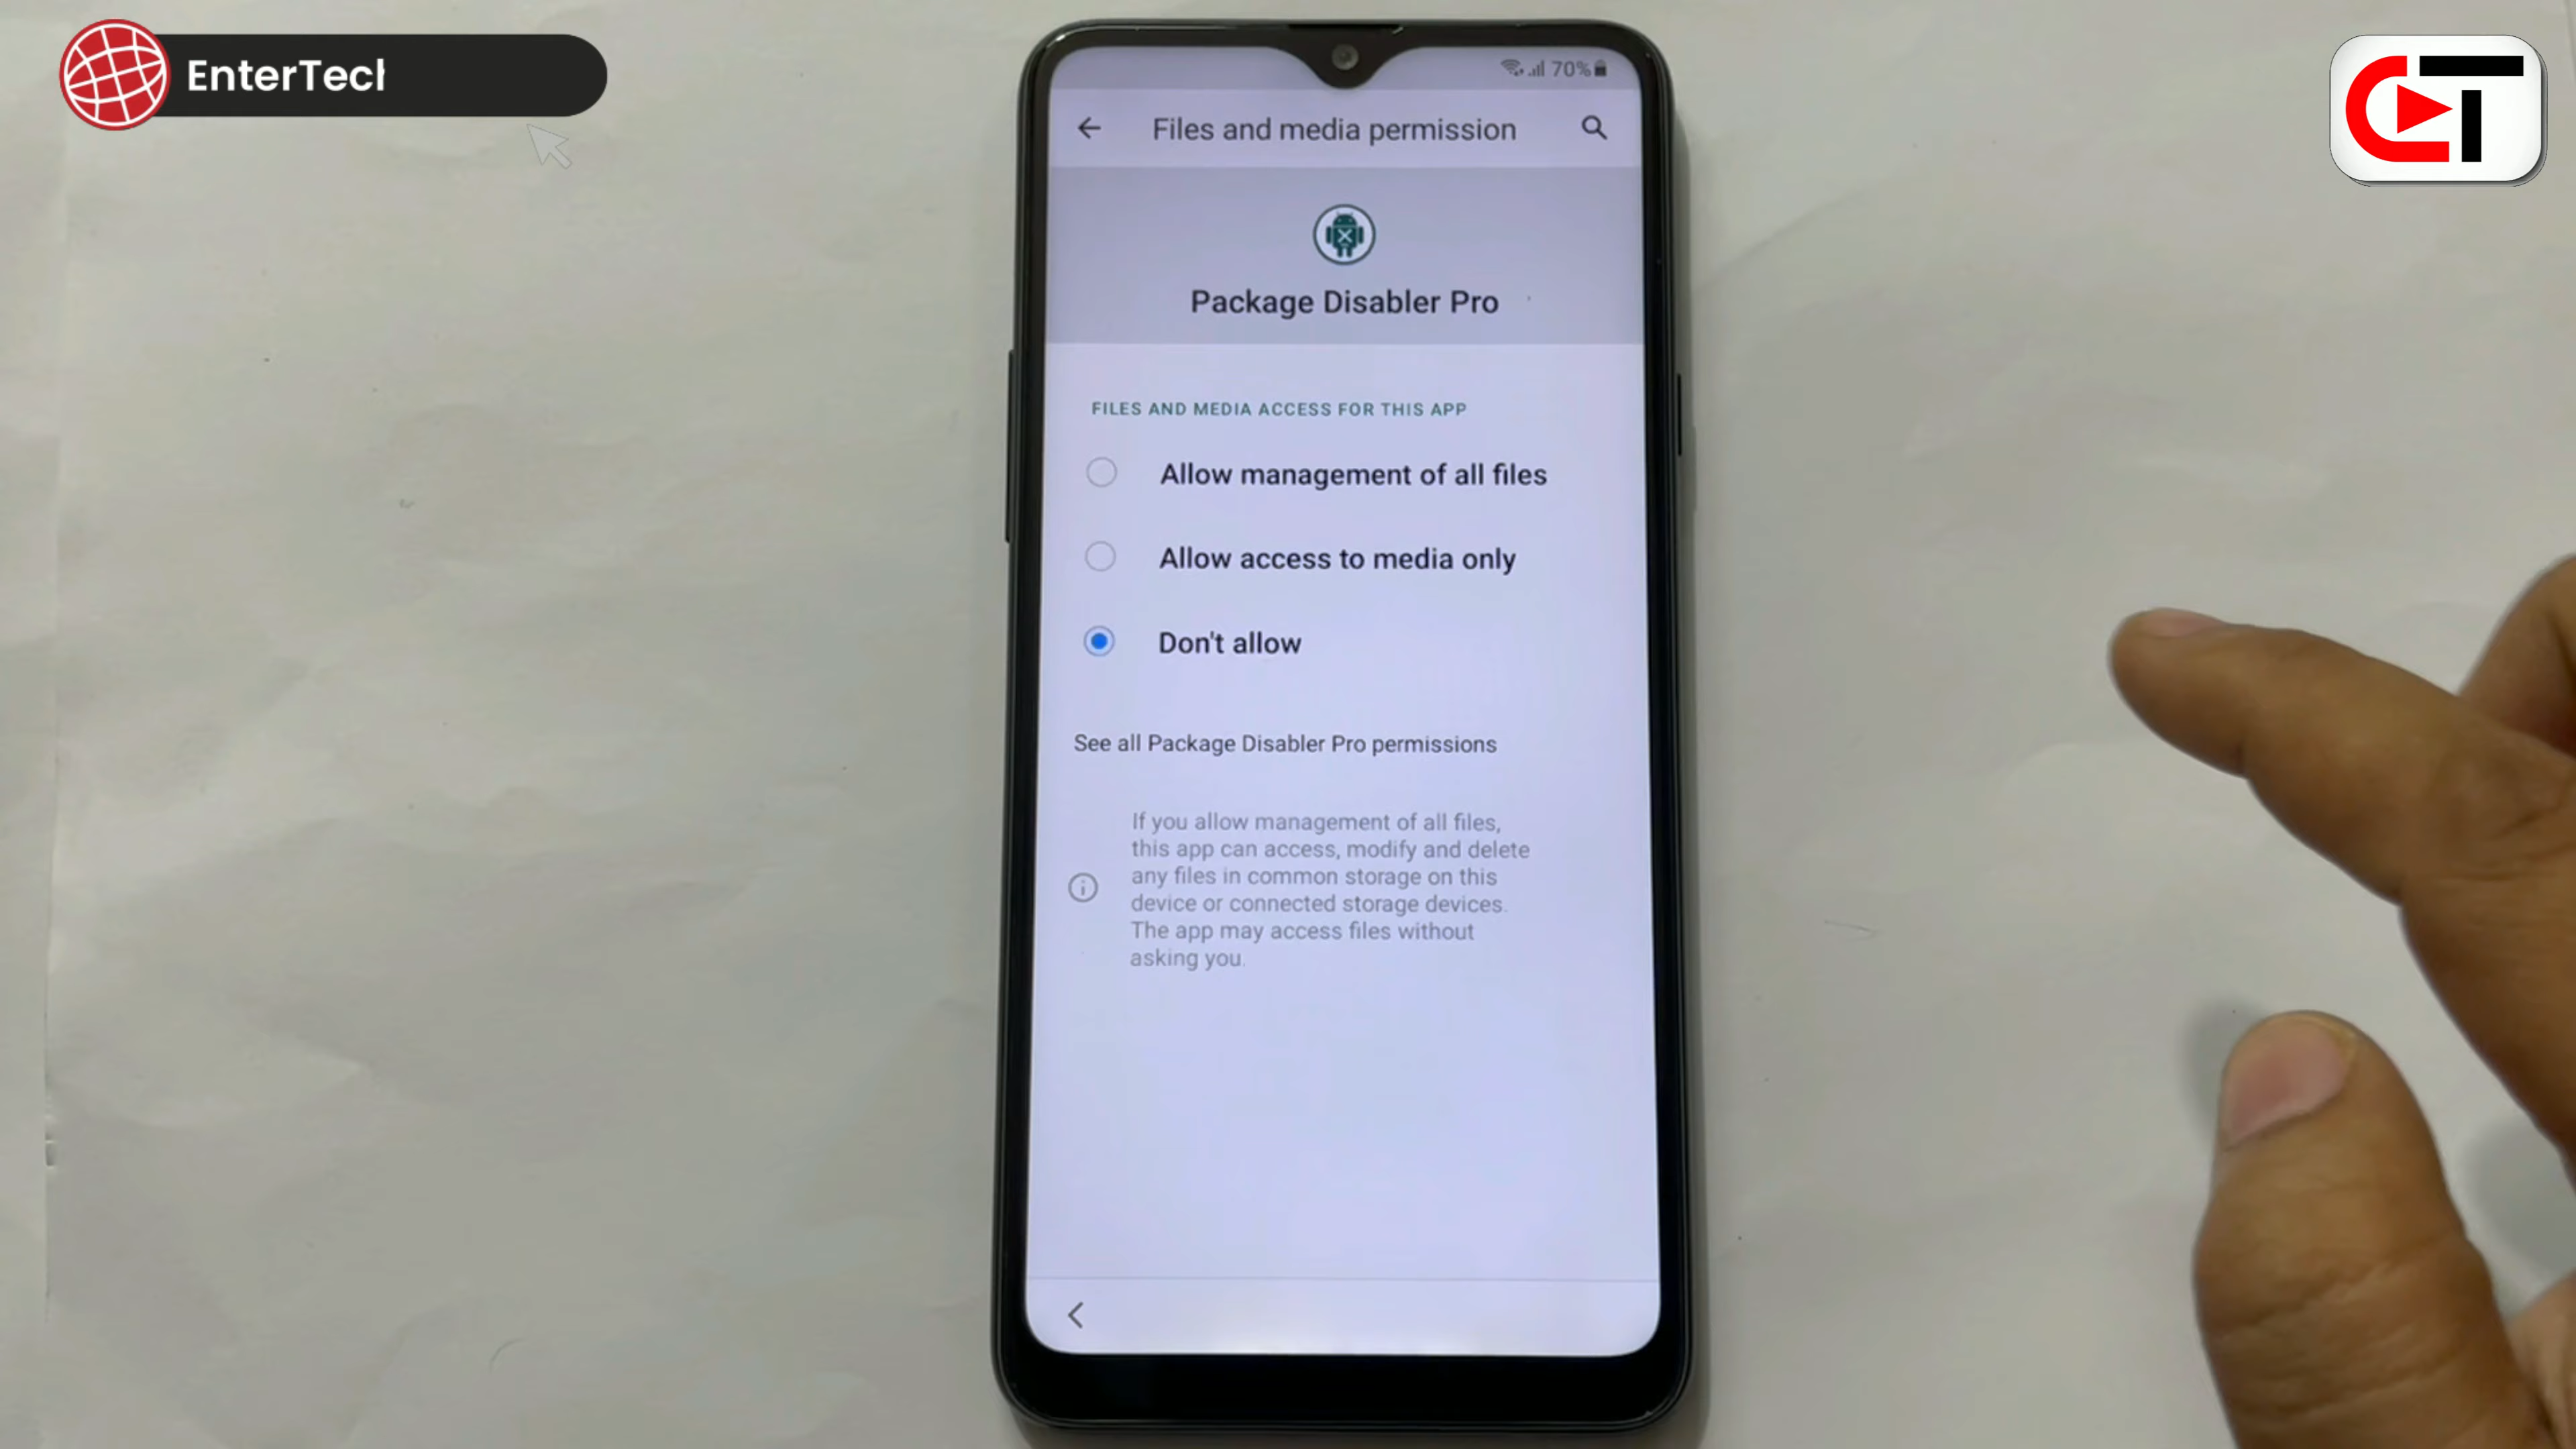 EnterTech
70%
Files and media permission
Package Disabler Pro
FILES AND MEDIA ACCESS FOR THIS APP
Allow management of all files
Allow access to media only
Don't allow
See all Package Disabler Pro permissions
If you allow management of all files,
this app can access, modify and delete
any files in common storage on this
device or connected storage devices.
The app may access files without
asking you.
CT